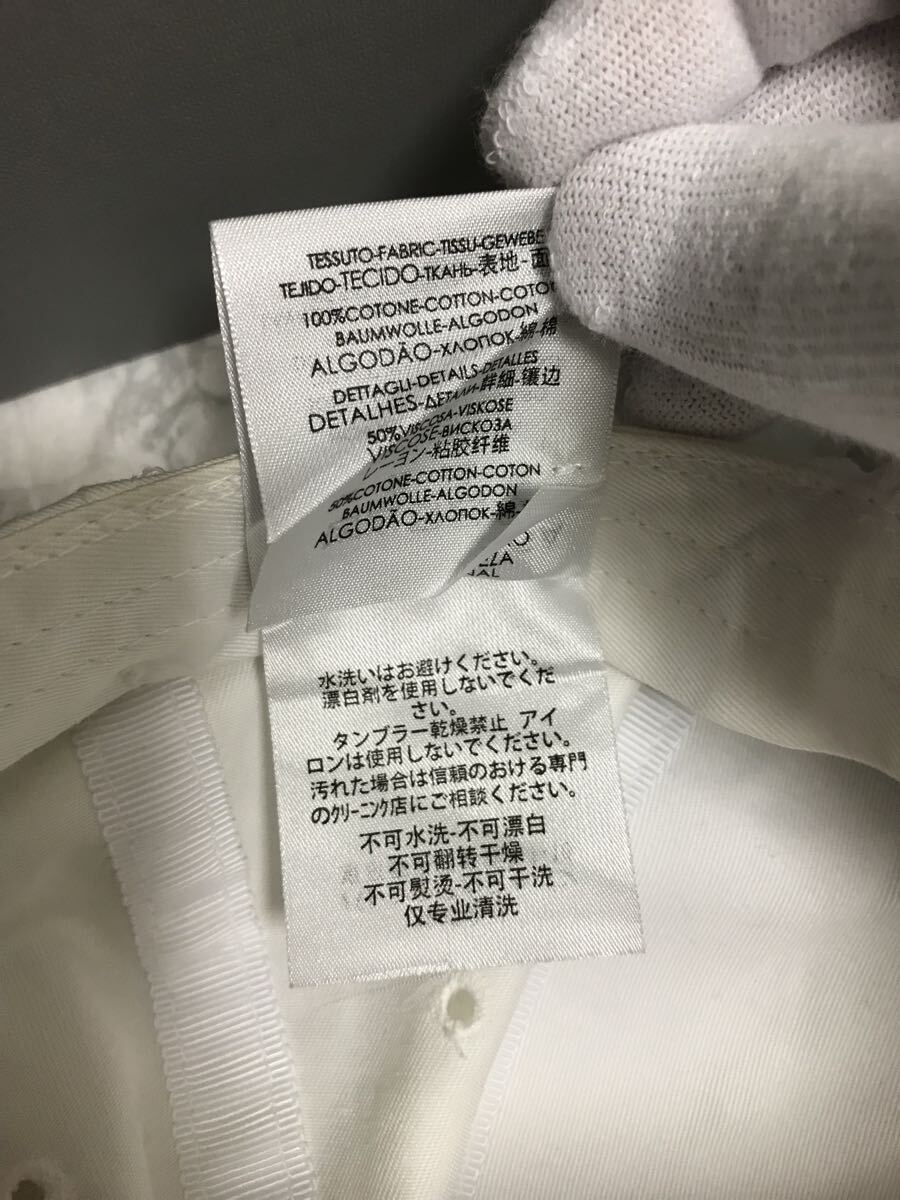 TESSUTO-FABRIC-TISSU-GEWEBE
TEJIDO-TECIDO-ТКАНЬ-表地-面
100%COTONE-COTTON-COTO
BAUMWOLLE-ALGODON
ALGODÃO-ХЛОПОК-綿-棉
DETTAGLI-DETAILS-DETALLES
DETALHES-ДЕТАЛИ-詳細-镶边
50%VISCOSA-VISKOSE
VISCOSE-ВИСКОЗА
レーヨン-粘胶纤维
50%COTONE-COTTON-COTON
BAUMWOLLE-ALGODON
ALGODÃO-ХЛОПОК-綿
水洗いはお避けください。
漂白剤を使用しないでくだ
さい。
タンブラー乾燥禁止 アイ
ロンは使用しないでください。
汚れた場合は信頼のおける専門
のクリーニング店にご相談ください。
不可水洗-不可漂白
不可翻转干燥
不可熨烫-不可干洗
仅专业清洗